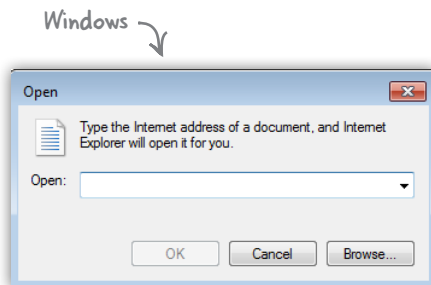 Windows
Open
Type the Internet address of a document, and Internet
Explorer will open it for you.
Open:
OK
Cancel
Browse...